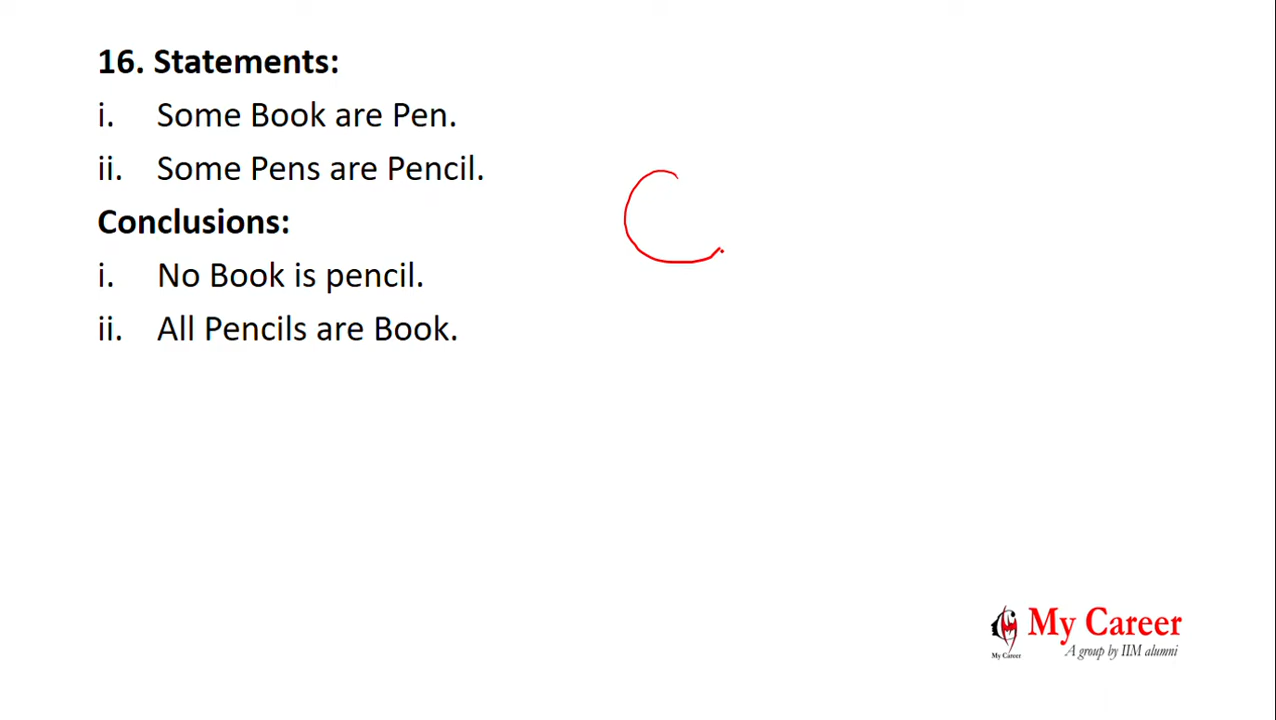 16. Statements:
i. Some Book are Pen.
ii. Some Pens are Pencil.
Conclusions:
i. No Book is pencil.
ii. All Pencils are Book.
My Career
A group by IIM alumni
My Career